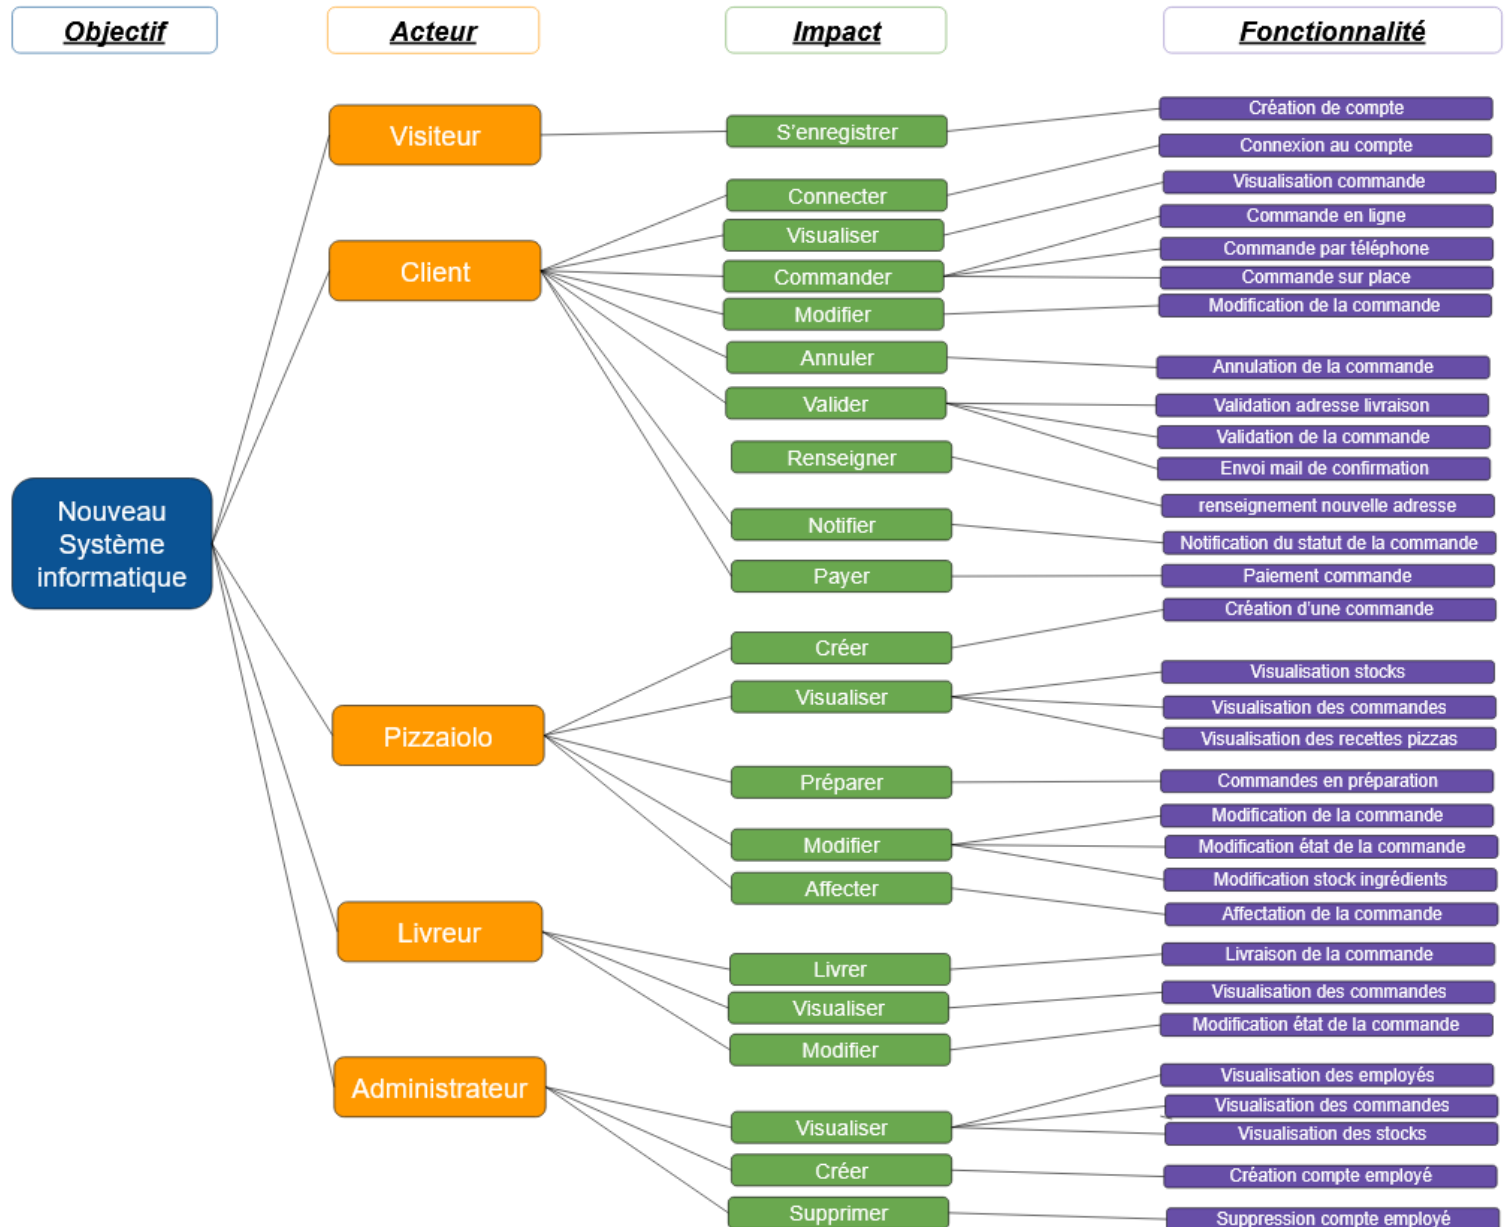 Objectif
Acteur
Impact
Fonctionnalité
Nouveau
Système
informatique
Visiteur
S'enregistrer
Création de compte
Client
Connecter
Connexion au compte
Visualiser
Visualisation commande
Commander
Commande en ligne
Commande par téléphone
Commande sur place
Modifier
Modification de la commande
Annuler
Annulation de la commande
Valider
Validation adresse livraison
Validation de la commande
Envoi mail de confirmation
Renseigner
renseignement nouvelle adresse
Notifier
Notification du statut de la commande
Payer
Paiement commande
Pizzaiolo
Créer
Création d'une commande
Visualiser
Visualisation stocks
Visualisation des commandes
Visualisation des recettes pizzas
Préparer
Commandes en préparation
Modifier
Modification de la commande
Modification état de la commande
Modification stock ingrédients
Affecter
Affectation de la commande
Livreur
Livrer
Livraison de la commande
Visualiser
Visualisation des commandes
Modifier
Modification état de la commande
Administrateur
Visualiser
Visualisation des employés
Visualisation des commandes
Visualisation des stocks
Créer
Création compte employé
Supprimer
Suppression compte employé